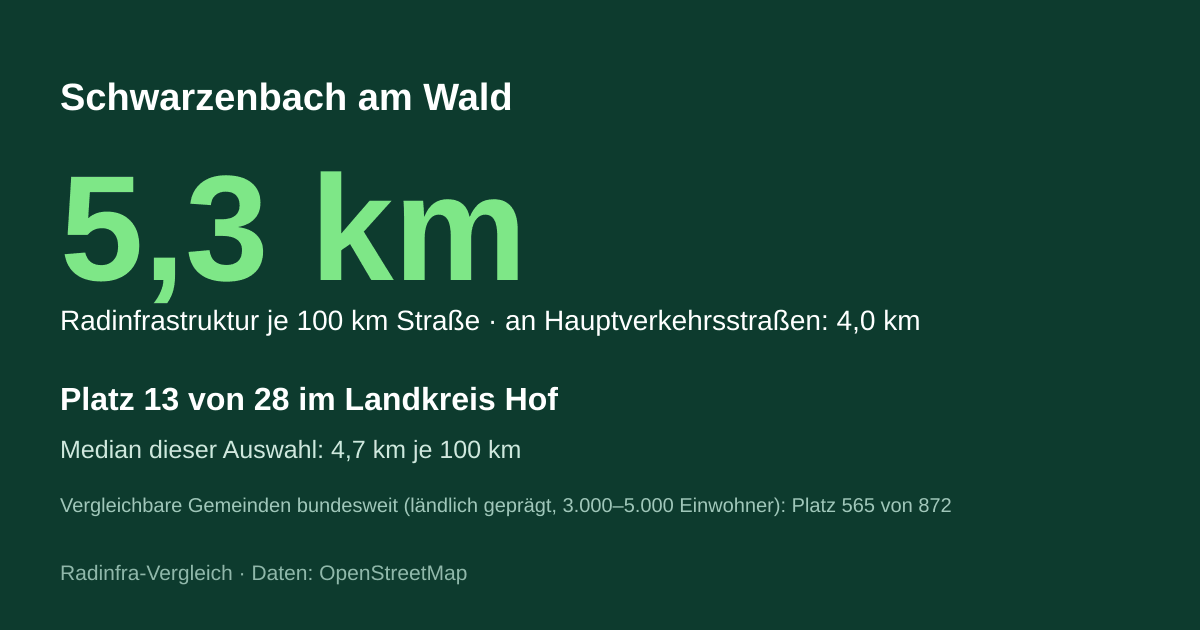 Schwarzenbach am Wald
5,3 km
Radinfrastruktur je 100 km Straße · an Hauptverkehrsstraßen: 4,0 km
Platz 13 von 28 im Landkreis Hof
Median dieser Auswahl: 4,7 km je 100 km
Vergleichbare Gemeinden bundesweit (ländlich geprägt, 3.000–5.000 Einwohner): Platz 565 von 872
Radinfra-Vergleich · Daten: OpenStreetMap